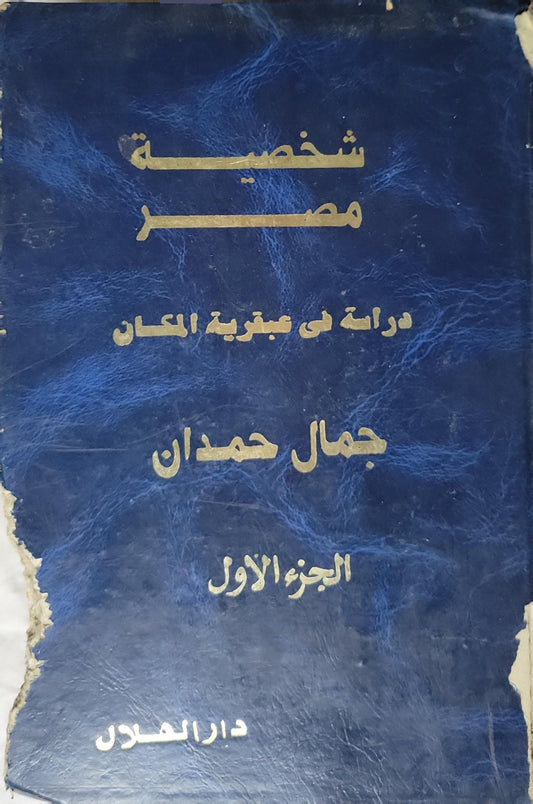 شخصية
مصر
دراسة فى عبقرية المكان
جمال حمدان
الجزء الأول
دار الهلال